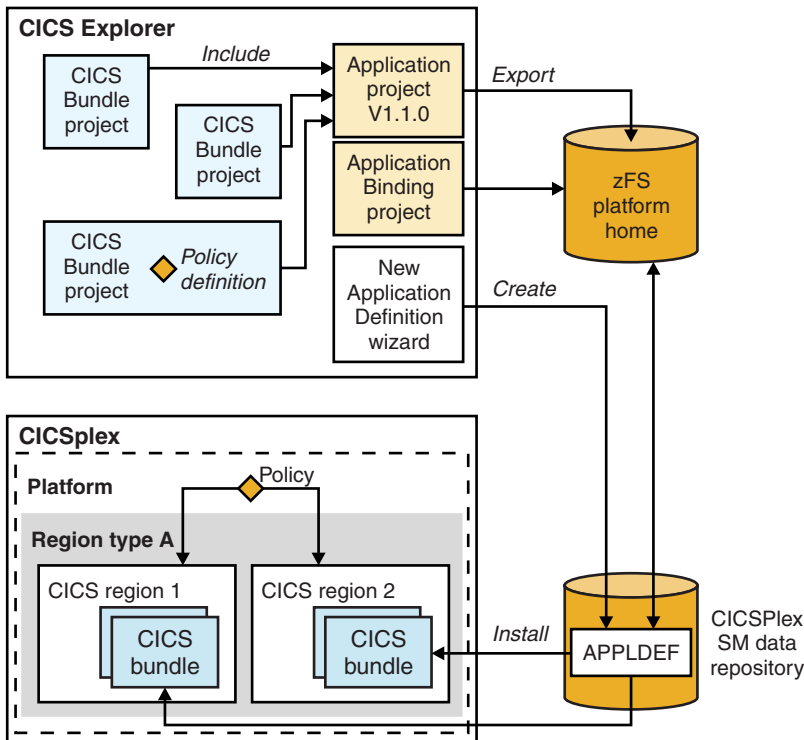 CICS Explorer
CICS
Bundle
project
Include
Application
project
V1.1.0
Export
CICS
Bundle
project
Application
Binding
project
zFS
platform
home
CICS
Bundle
project
Policy
definition
New
Application
Definition
wizard
Create
CICSplex
Platform
Policy
Region type A
CICS region 1
CICS
bundle
CICS region 2
CICS
bundle
Install
APPLDEF
CICSPlex
SM data
repository